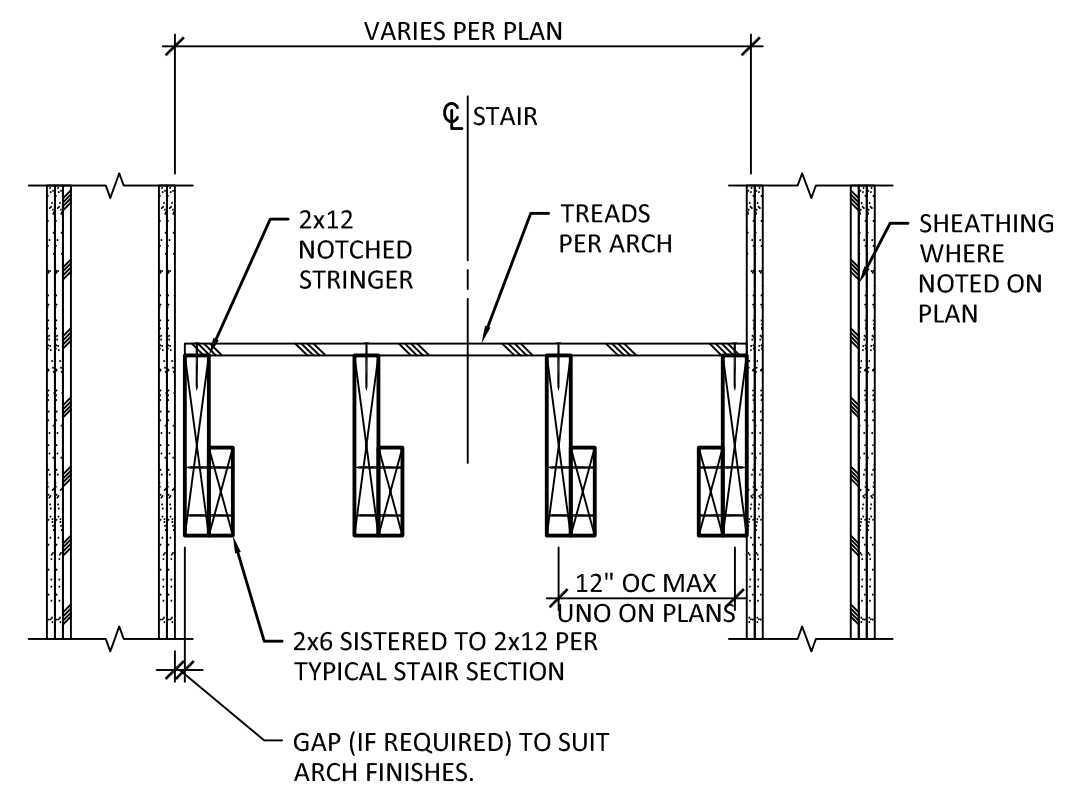 VARIES PER PLAN
℄ STAIR
2x12
NOTCHED
STRINGER
TREADS
PER ARCH
SHEATHING
WHERE
NOTED ON
PLAN
12" OC MAX
UNO ON PLANS
2x6 SISTERED TO 2x12 PER
TYPICAL STAIR SECTION
GAP (IF REQUIRED) TO SUIT
ARCH FINISHES.